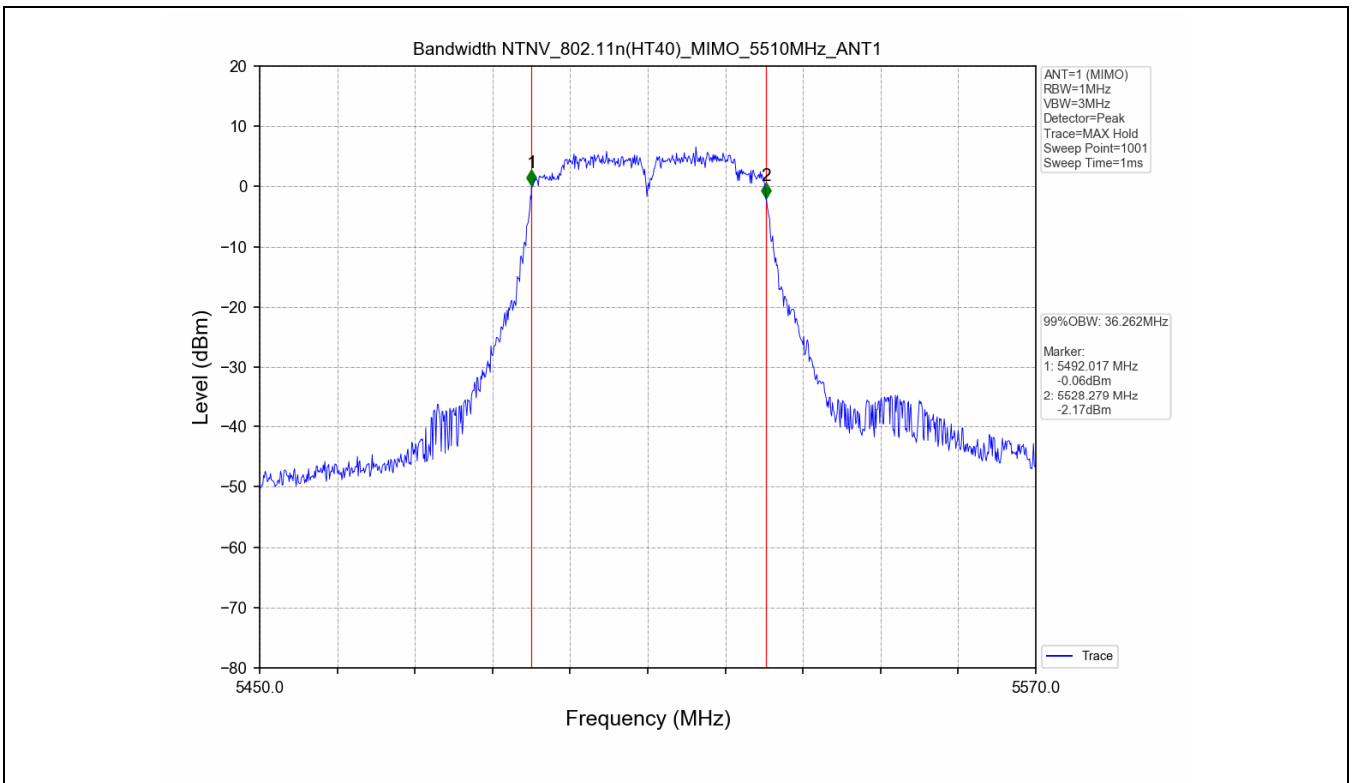 Bandwidth NTNV_802.11n(HT40)_MIMO_5510MHz_ANT1
20
10
0
−10
−20
−30
−40
−50
−60
−70
−80
Level (dBm)
1
2
5450.0
5570.0
Frequency (MHz)
ANT=1 (MIMO)
RBW=1MHz
VBW=3MHz
Detector=Peak
Trace=MAX Hold
Sweep Point=1001
Sweep Time=1ms
99%OBW: 36.262MHz
Marker:
1: 5492.017 MHz
-0.06dBm
2: 5528.279 MHz
-2.17dBm
Trace